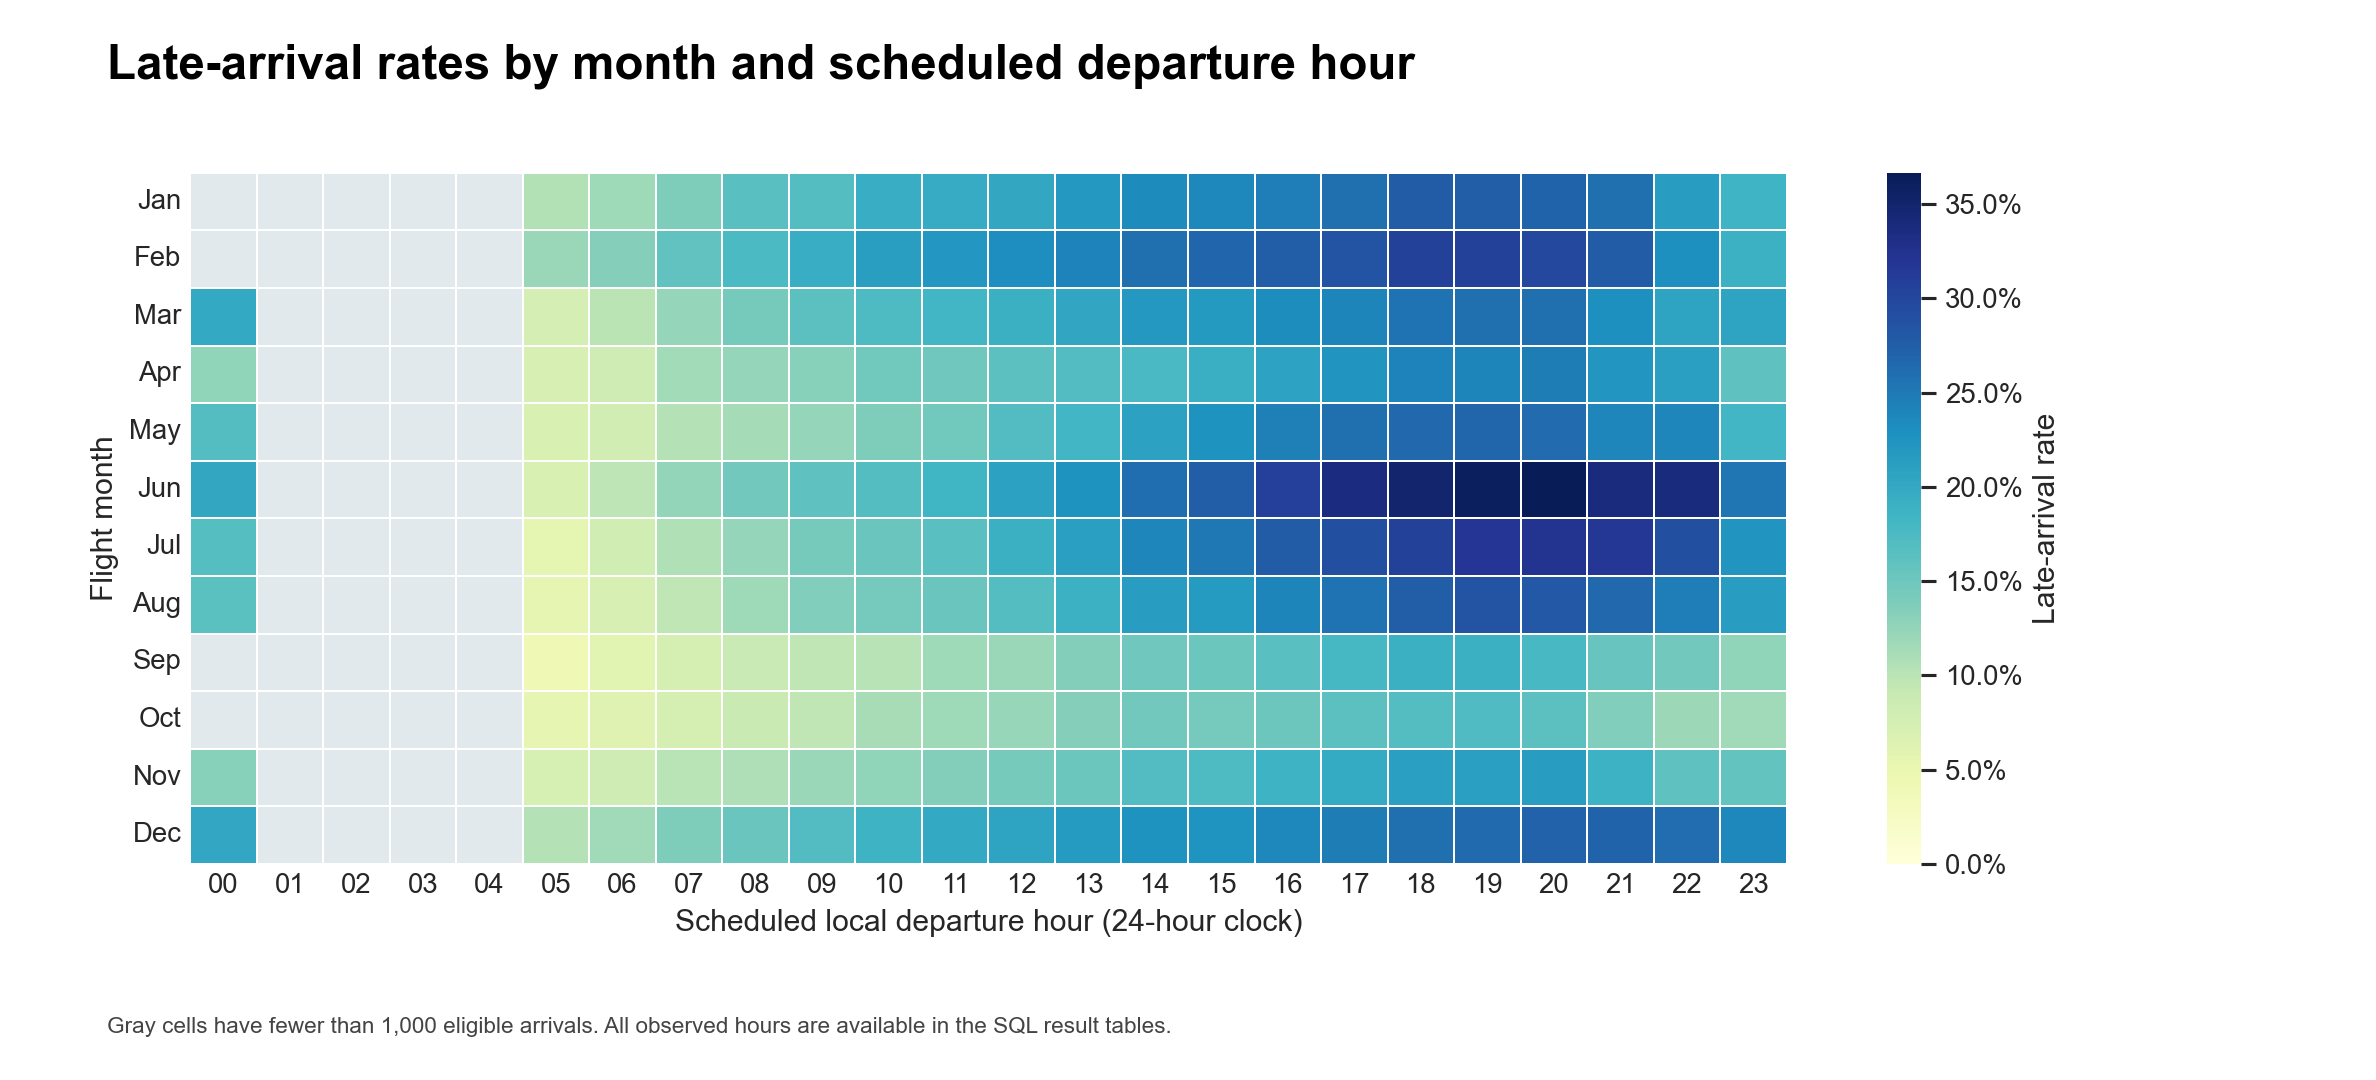 Late-arrival rates by month and scheduled departure hour
Jan
Feb
Mar
Apr
May
Jun
Jul
Aug
Sep
Oct
Nov
Dec
Flight month
00 01 02 03 04 05 06 07 08 09 10 11 12 13 14 15 16 17 18 19 20 21 22 23
Scheduled local departure hour (24-hour clock)
35.0%
30.0%
25.0%
20.0%
15.0%
10.0%
5.0%
0.0%
Late-arrival rate
Gray cells have fewer than 1,000 eligible arrivals. All observed hours are available in the SQL result tables.